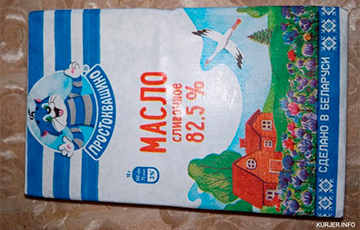 ПРОСТОКВАШИНО
МАСЛО
сливочное
82,5 %
СДЕЛАНО В БЕЛАРУСИ
KURJER.INFO